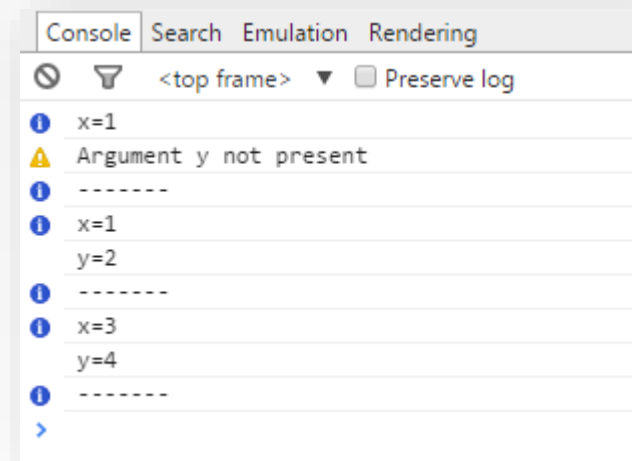 Console Search Emulation Rendering
<top frame> ▼ Preserve log
x=1
Argument y not present
-------
x=1
y=2
-------
x=3
y=4
-------
>